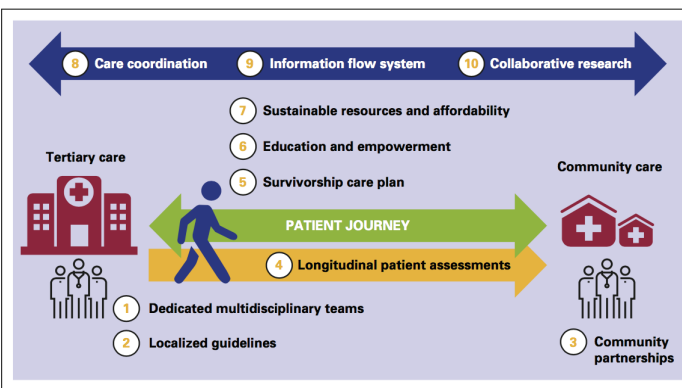 8 Care coordination
9 Information flow system
10 Collaborative research
7 Sustainable resources and affordability
6 Education and empowerment
5 Survivorship care plan
Tertiary care
Community care
PATIENT JOURNEY
4 Longitudinal patient assessments
1 Dedicated multidisciplinary teams
2 Localized guidelines
3 Community
partnerships